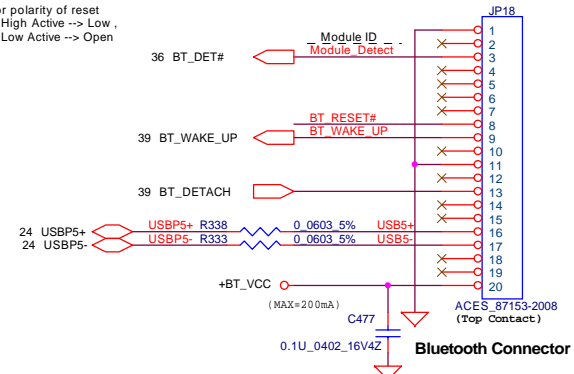 or polarity of reset
High Active --> Low ,
Low Active --> Open
JP18
1
Module ID _ _
2
36 BT_DET#
Module_Detect
3
4
5
6
7
BT_RESET#
8
39 BT_WAKE_UP
BT_WAKE_UP
9
10
11
12
39 BT_DETACH
13
14
15
24 USBP5+
USBP5+ R338 0_0603_5% USB5+
16
24 USBP5-
USBP5- R333 0_0603_5% USB5-
17
18
19
+BT_VCC
20
(MAX=200mA)
ACES_87153-2008
(Top Contact)
C477
0.1U_0402_16V4Z
Bluetooth Connector